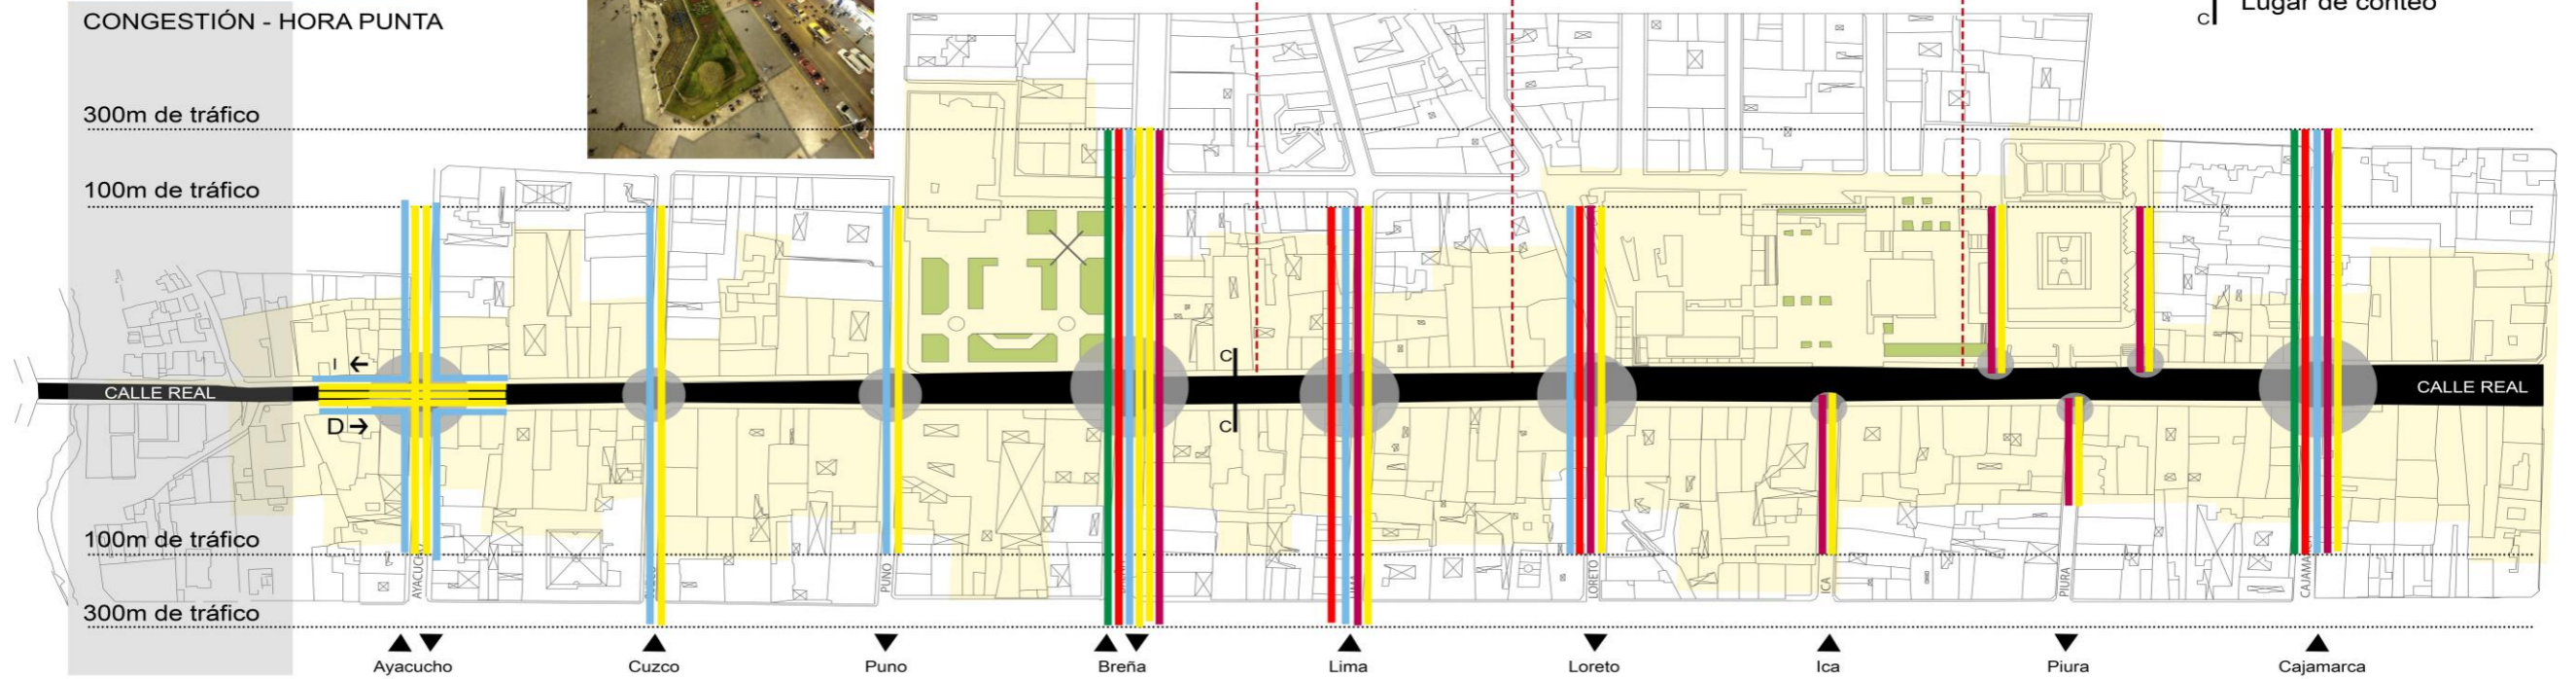 Lugar de conteo
C
CONGESTIÓN - HORA PUNTA
300m de tráfico
100m de tráfico
I ←
C
CALLE REAL
CALLE REAL
D →
C
100m de tráfico
AYACUCHO
PUNO
LIMA
LORETO
ICA
PIURA
300m de tráfico
Ayacucho
Cuzco
Puno
Breña
Lima
Loreto
Ica
Piura
Cajamarca